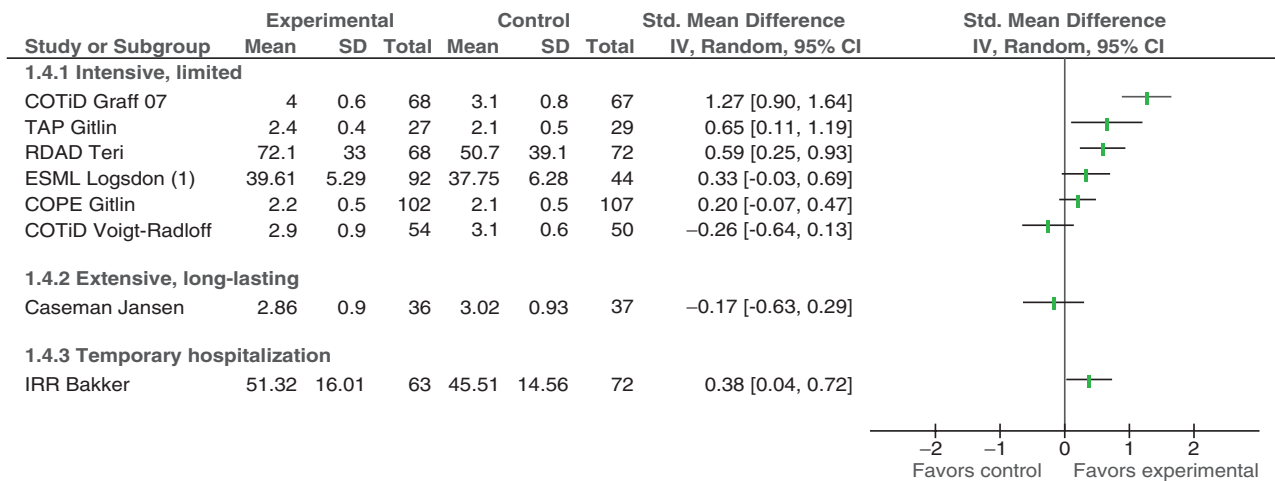 Experimental Control Std. Mean Difference Std. Mean Difference
Study or Subgroup Mean SD Total Mean SD Total IV, Random, 95% CI IV, Random, 95% CI
1.4.1 Intensive, limited
COTiD Graff 07 4 0.6 68 3.1 0.8 67 1.27 [0.90, 1.64]
TAP Gitlin 2.4 0.4 27 2.1 0.5 29 0.65 [0.11, 1.19]
RDAD Teri 72.1 33 68 50.7 39.1 72 0.59 [0.25, 0.93]
ESML Logsdon (1) 39.61 5.29 92 37.75 6.28 44 0.33 [-0.03, 0.69]
COPE Gitlin 2.2 0.5 102 2.1 0.5 107 0.20 [-0.07, 0.47]
COTiD Voigt-Radloff 2.9 0.9 54 3.1 0.6 50 −0.26 [-0.64, 0.13]
1.4.2 Extensive, long-lasting
Caseman Jansen 2.86 0.9 36 3.02 0.93 37 −0.17 [-0.63, 0.29]
1.4.3 Temporary hospitalization
IRR Bakker 51.32 16.01 63 45.51 14.56 72 0.38 [0.04, 0.72]
−2 −1 0 1 2
Favors control Favors experimental